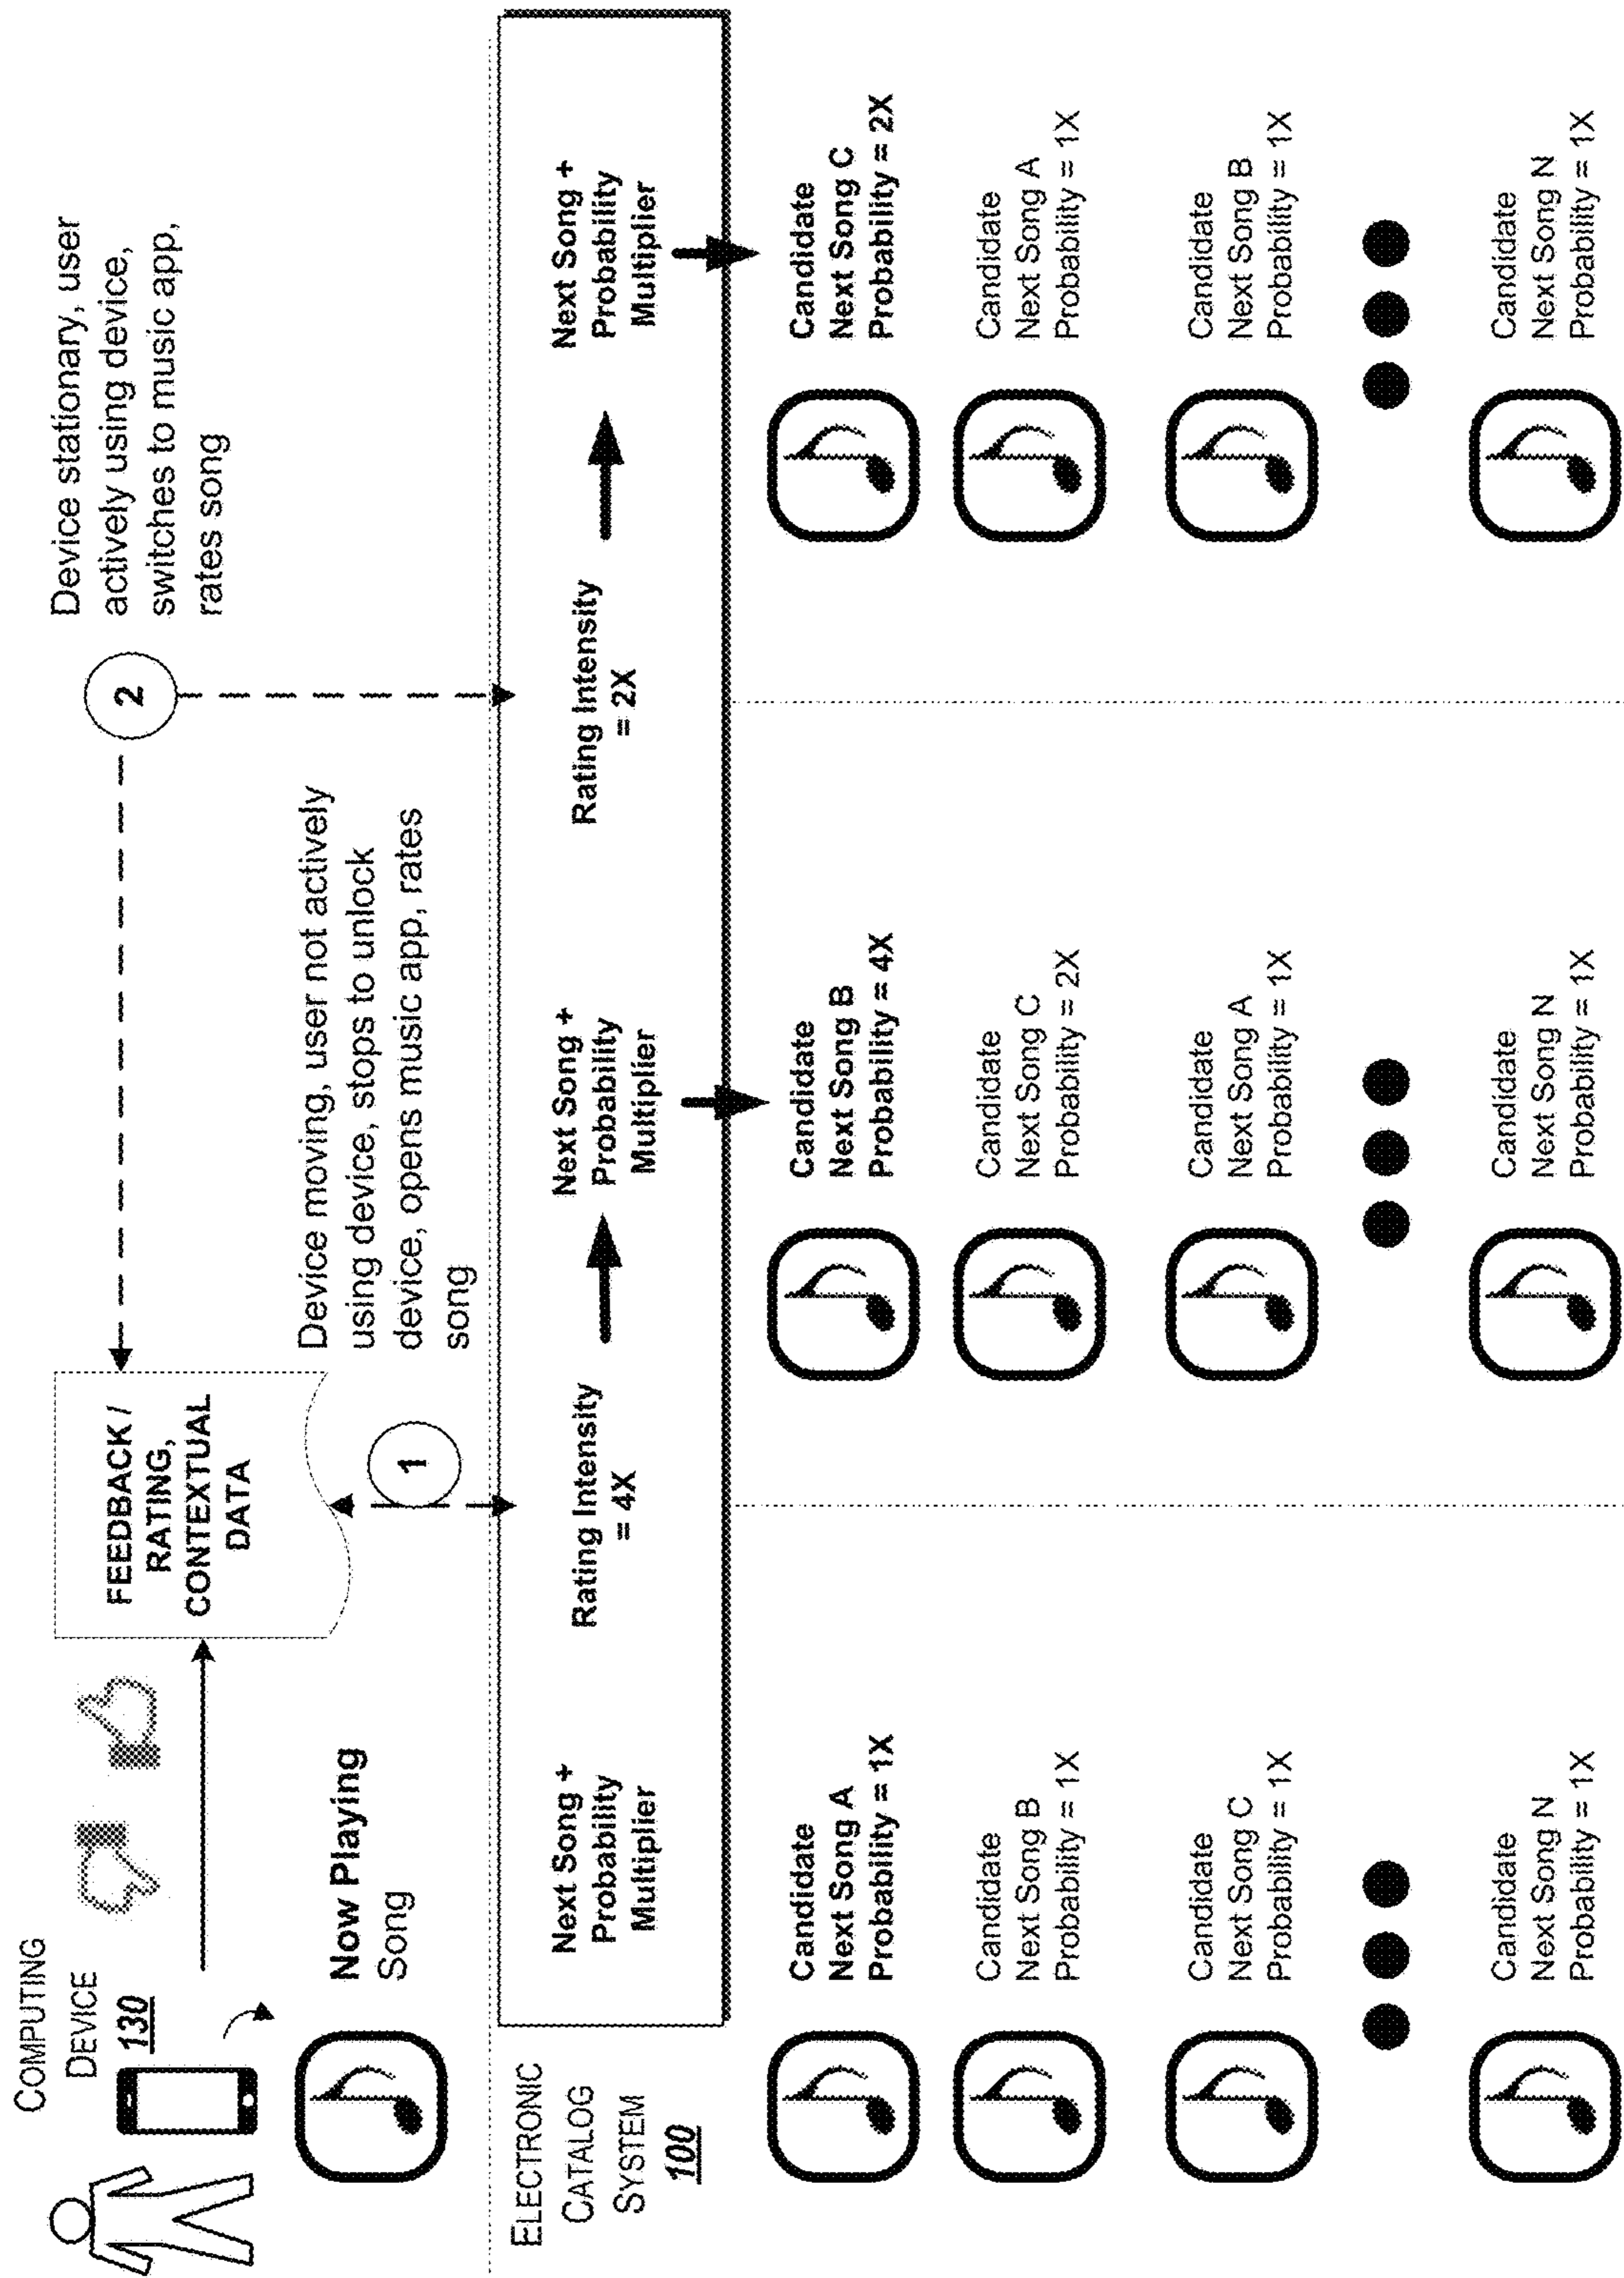 COMPUTING
DEVICE
130
FEEDBACK /
RATING,
CONTEXTUAL
DATA
2
Device stationary, user
actively using device,
switches to music app,
rates song
Now Playing
Song
1
Device moving, user not actively
using device, stops to unlock
device, opens music app, rates
song
ELECTRONIC
CATALOG
SYSTEM
100
Next Song +
Probability
Multiplier
Rating Intensity
= 4X
Next Song +
Probability
Multiplier
Rating Intensity
= 2X
Next Song +
Probability
Multiplier
Candidate
Next Song A
Probability = 1X
Candidate
Next Song B
Probability = 4X
Candidate
Next Song C
Probability = 2X
Candidate
Next Song B
Probability = 1X
Candidate
Next Song C
Probability = 2X
Candidate
Next Song A
Probability = 1X
Candidate
Next Song C
Probability = 1X
Candidate
Next Song A
Probability = 1X
Candidate
Next Song B
Probability = 1X
Candidate
Next Song N
Probability = 1X
Candidate
Next Song N
Probability = 1X
Candidate
Next Song N
Probability = 1X